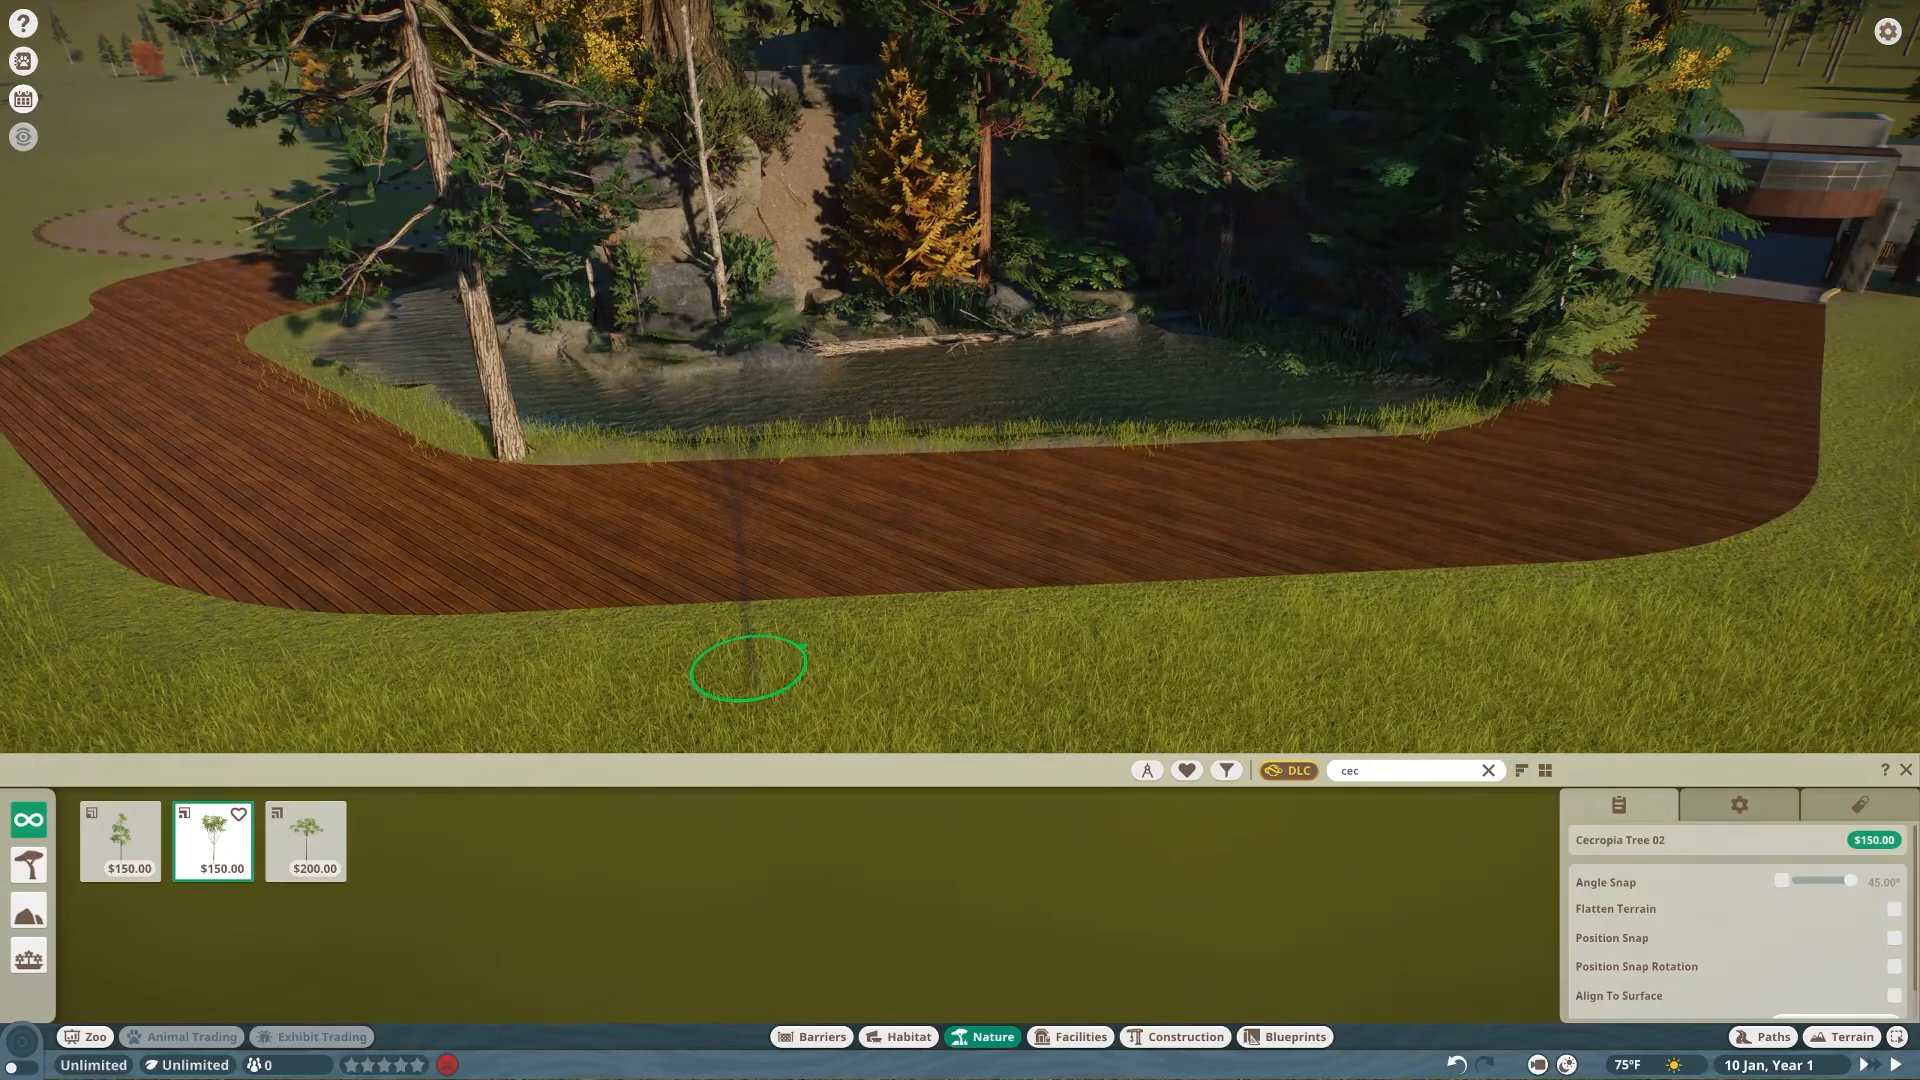 DLC
cec
?
$150.00
$150.00
$200.00
Cecropia Tree 02
$150.00
Angle Snap
45.00°
Flatten Terrain
Position Snap
Position Snap Rotation
Align To Surface
Zoo
Animal Trading
Exhibit Trading
Barriers
Habitat
Nature
Facilities
Construction
Blueprints
Paths
Terrain
Unlimited
Unlimited
0
75°F
10 Jan, Year 1